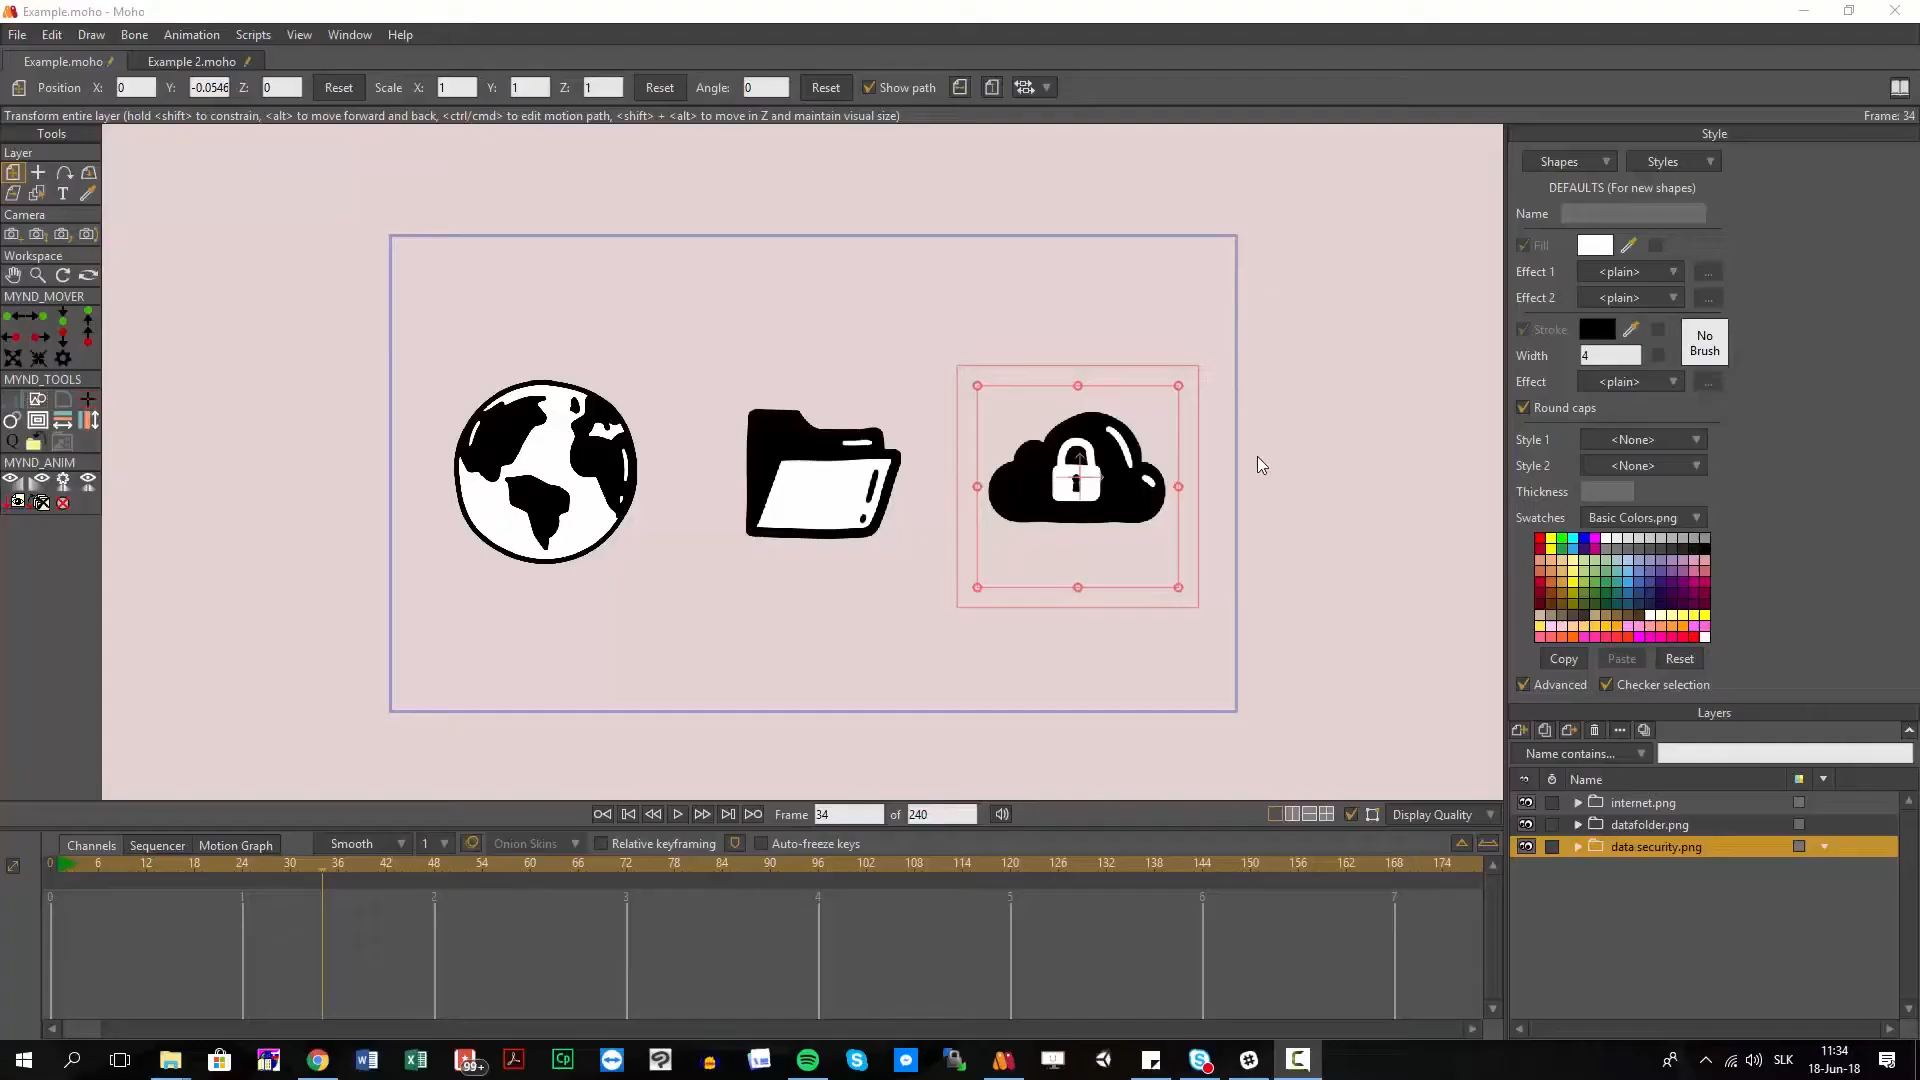 Example.moho - Moho
File Edit Draw Bone Animation Scripts View Window Help
Example.moho Example 2.moho
Position X: 0 Y: -0.0546 Z: 0 Reset Scale X: 1 Y: 1 Z: 1 Reset Angle: 0 Reset Show path
Transform entire layer (hold <shift> to constrain, <alt> to move forward and back, <ctrl/cmd> to edit motion path, <shift> + <alt> to move in Z and maintain visual size) Frame: 34
Tools
Layer
T
Camera
Workspace
MYND_MOVER
MYND_TOOLS
Q
MYND_ANIM
Style
Shapes Styles
DEFAULTS (For new shapes)
Name
Fill
Effect 1 <plain> ...
Effect 2 <plain> ...
Stroke
No Brush
Width 4
Effect <plain> ...
Round caps
Style 1 <None>
Style 2 <None>
Thickness
Swatches Basic Colors.png
Copy Paste Reset
Advanced Checker selection
Layers
Name contains...
Name
internet.png
datafolder.png
data security.png
Frame 34 of 240 Display Quality
Channels Sequencer Motion Graph Smooth 1 Onion Skins Relative keyframing Auto-freeze keys
0 6 12 18 24 30 36 42 48 54 60 66 72 78 84 90 96 102 108 114 120 126 132 138 144 150 156 162 168 174
0 1 2 3 4 5 6 7
99+ Cp SLK 11:34
18-Jun-18